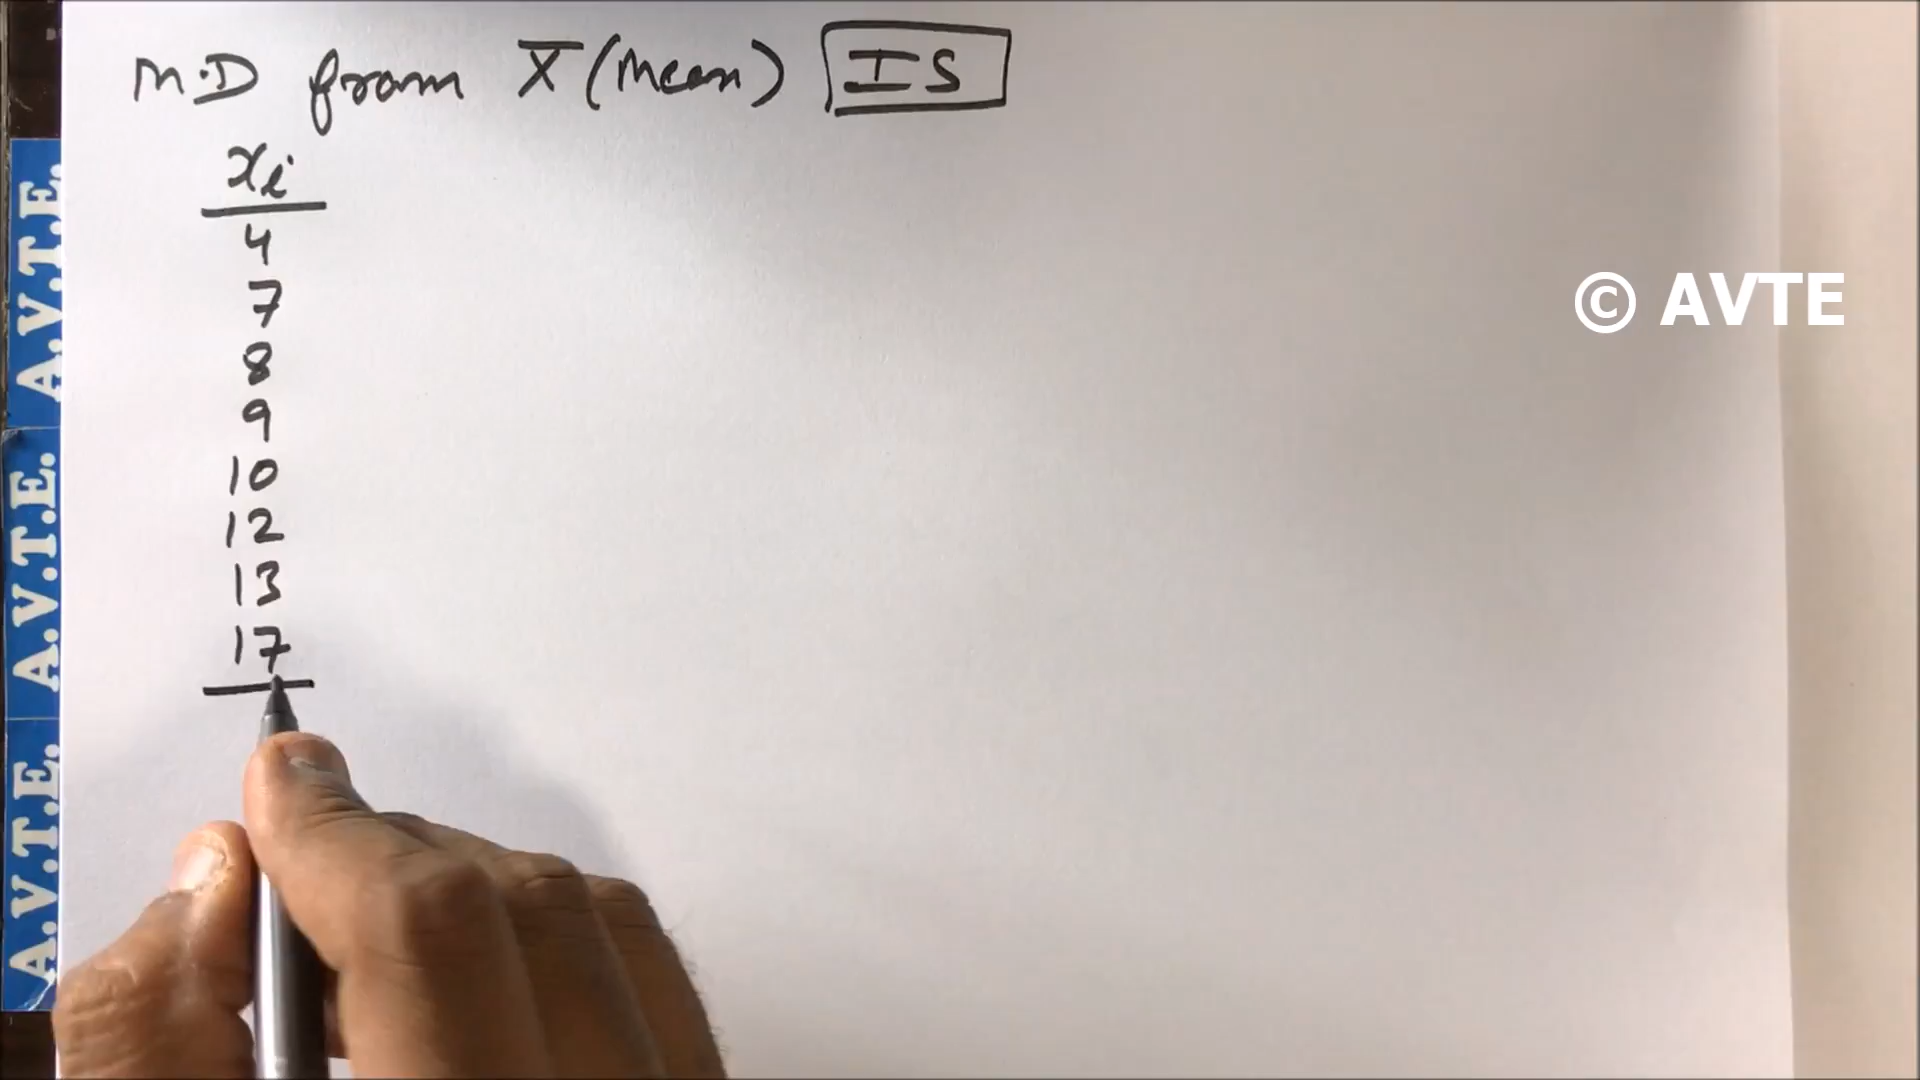 M.D from X̅ (Mean) IS
xi
4
7
8
9
10
12
13
17
© AVTE
A.V.T.E.
A.V.T.E.
A.V.T.E.